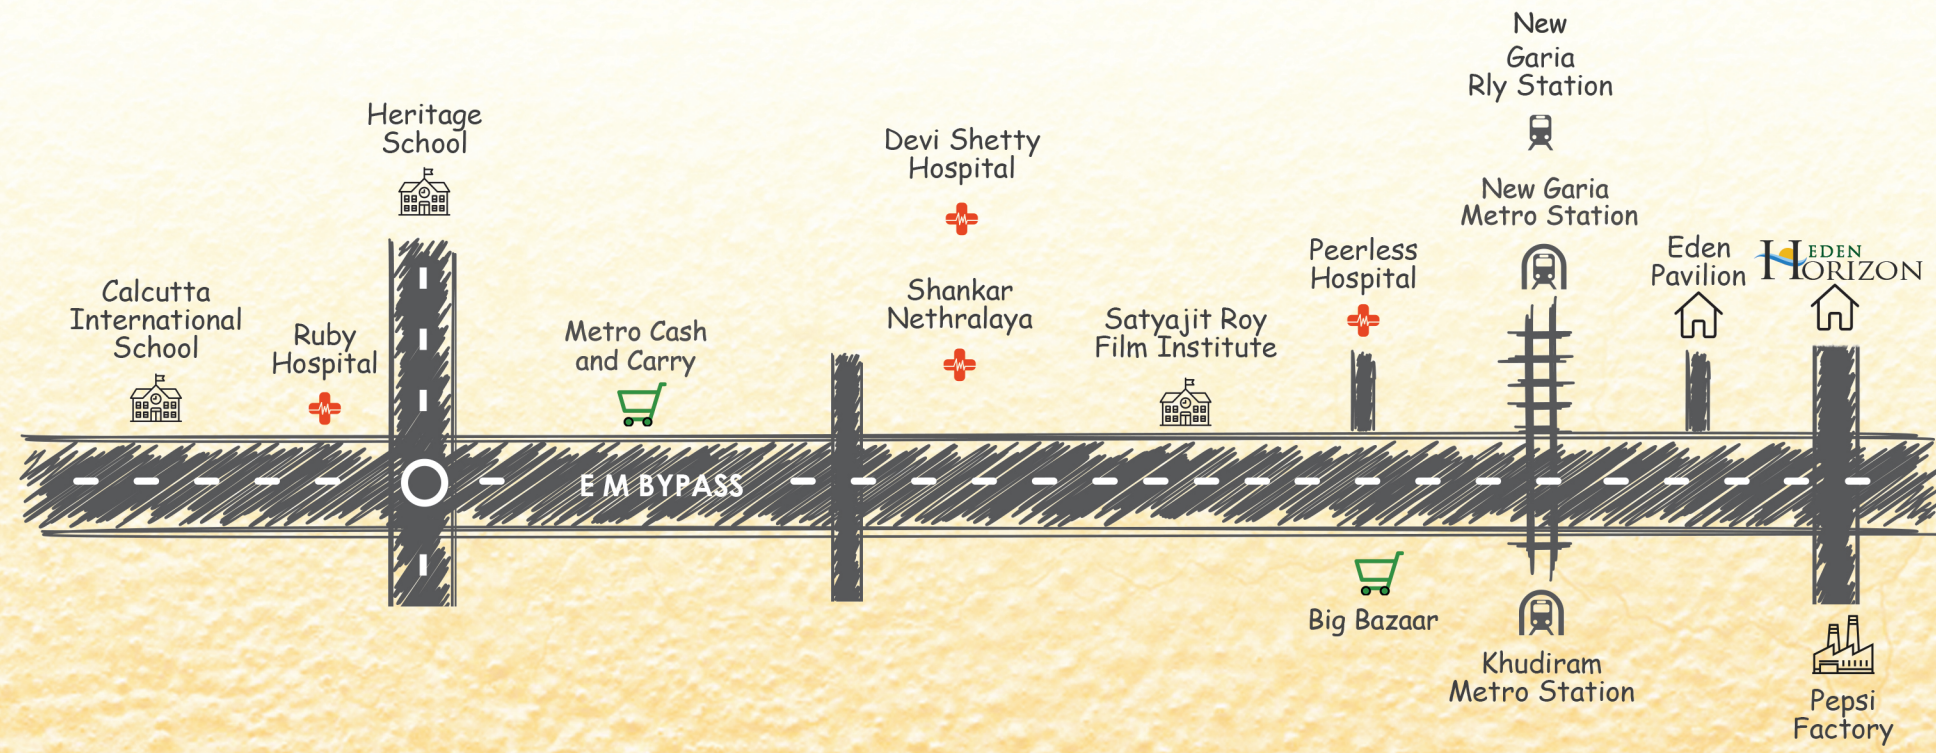 New
Garia
Rly Station
Heritage
School
Devi Shetty
Hospital
New Garia
Metro Station
Peerless
Hospital
Eden
Pavilion
EDEN
HORIZON
Calcutta
International
School
Ruby
Hospital
Metro Cash
and Carry
Shankar
Nethralaya
Satyajit Roy
Film Institute
E M BYPASS
Big Bazaar
Khudiram
Metro Station
Pepsi
Factory